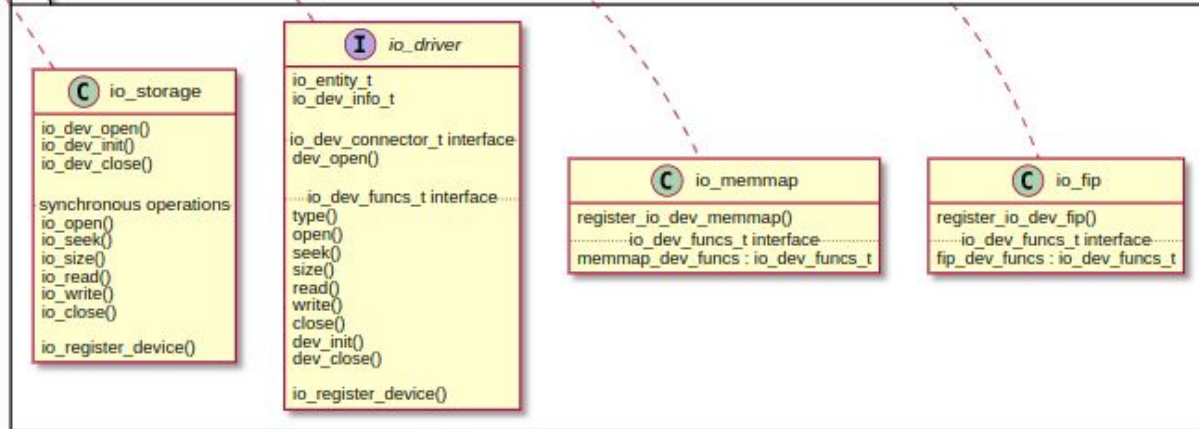 C io_storage
io_dev_open()
io_dev_init()
io_dev_close()
synchronous operations
io_open()
io_seek()
io_size()
io_read()
io_write()
io_close()
io_register_device()
I io_driver
io_entity_t
io_dev_info_t
io_dev_connector_t interface
dev_open()
io_dev_funcs_t interface
type()
open()
seek()
size()
read()
write()
close()
dev_init()
dev_close()
io_register_device()
C io_memmap
register_io_dev_memmap()
io_dev_funcs_t interface
memmap_dev_funcs : io_dev_funcs_t
C io_fip
register_io_dev_fip()
io_dev_funcs_t interface
fip_dev_funcs : io_dev_funcs_t